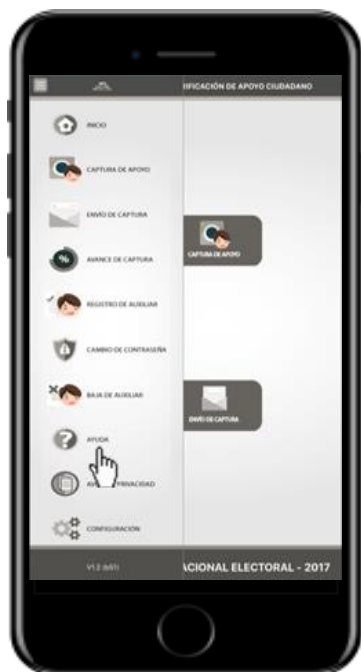 IFICACIÓN DE APOYO CIUDADANO
INICIO
CAPTURA DE APOYO
ENVÍO DE CAPTURA
AVANCE DE CAPTURA
REGISTRO DE AUXILIAR
CAMBIO DE CONTRASEÑA
BAJA DE AUXILIAR
AYUDA
PRIVACIDAD
CONFIGURACIÓN
CAPTURA DE APOYO
ENVÍO DE CAPTURA
ACIONAL ELECTORAL - 2017